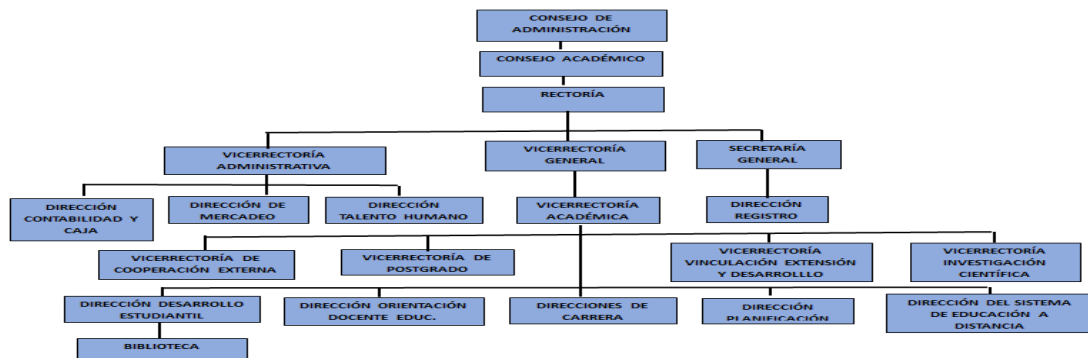 CONSEJO DE
ADMINISTRACIÓN
CONSEJO ACADÉMICO
RECTORÍA
VICERRECTORÍA
ADMINISTRATIVA
VICERRECTORÍA
GENERAL
SECRETARÍA
GENERAL
DIRECCIÓN
CONTABILIDAD Y
CAJA
DIRECCIÓN DE
MERCADEO
DIRECCIÓN
TALENTO HUMANO
VICERRECTORÍA
ACADÉMICA
DIRECCIÓN
REGISTRO
VICERRECTORÍA DE
COOPERACIÓN EXTERNA
VICERRECTORÍA DE
POSTGRADO
VICERRECTORÍA
VINCULACIÓN EXTENSIÓN
Y DESARROLLLO
VICERRECTORÍA
INVESTIGACIÓN
CIENTÍFICA
DIRECCIÓN DESARROLLO
ESTUDIANTIL
DIRECCIÓN ORIENTACIÓN
DOCENTE EDUC.
DIRECCIONES DE
CARRERA
DIRECCIÓN
PLANIFICACIÓN
DIRECCIÓN DEL SISTEMA
DE EDUCACIÓN A
DISTANCIA
BIBLIOTECA